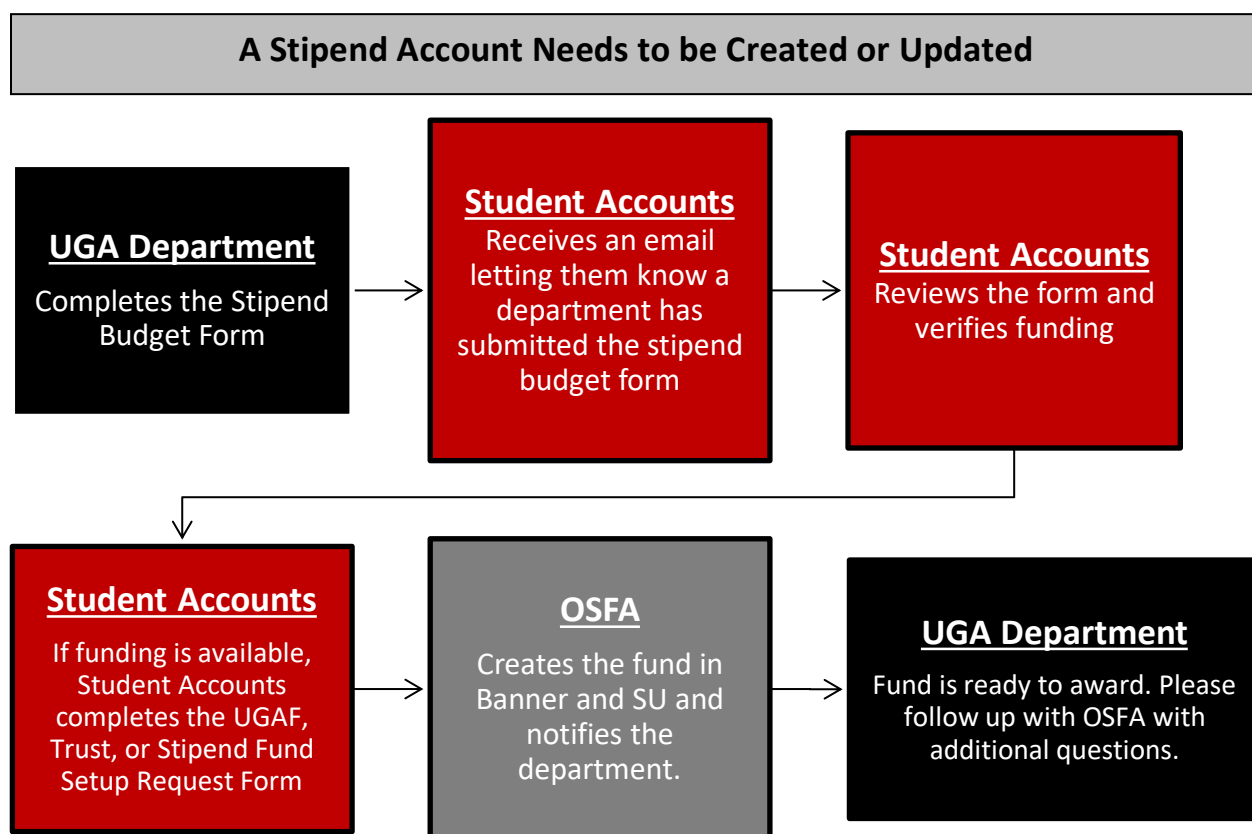 A Stipend Account Needs to be Created or Updated
UGA Department
Completes the Stipend
Budget Form
Student Accounts
Receives an email
letting them know a
department has
submitted the stipend
budget form
Student Accounts
Reviews the form and
verifies funding
Student Accounts
If funding is available,
Student Accounts
completes the UGAF,
Trust, or Stipend Fund
Setup Request Form
OSFA
Creates the fund in
Banner and SU and
notifies the
department.
UGA Department
Fund is ready to award. Please
follow up with OSFA with
additional questions.